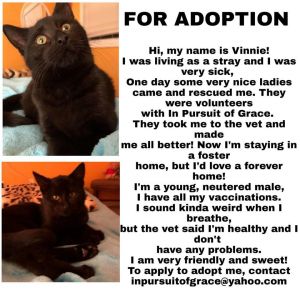 FOR ADOPTION
Hi, my name is Vinnie!
I was living as a stray and I was
very sick,
One day some very nice ladies
came and rescued me. They
were volunteers
with In Pursuit of Grace.
They took me to the vet and
made
me all better! Now I'm staying in
a foster
home, but I'd love a forever
home!
I'm a young, neutered male,
I have all my vaccinations.
I sound kinda weird when I
breathe,
but the vet said I'm healthy and I
don't
have any problems.
I am very friendly and sweet!
To apply to adopt me, contact
inpursuitofgrace@yahoo.com